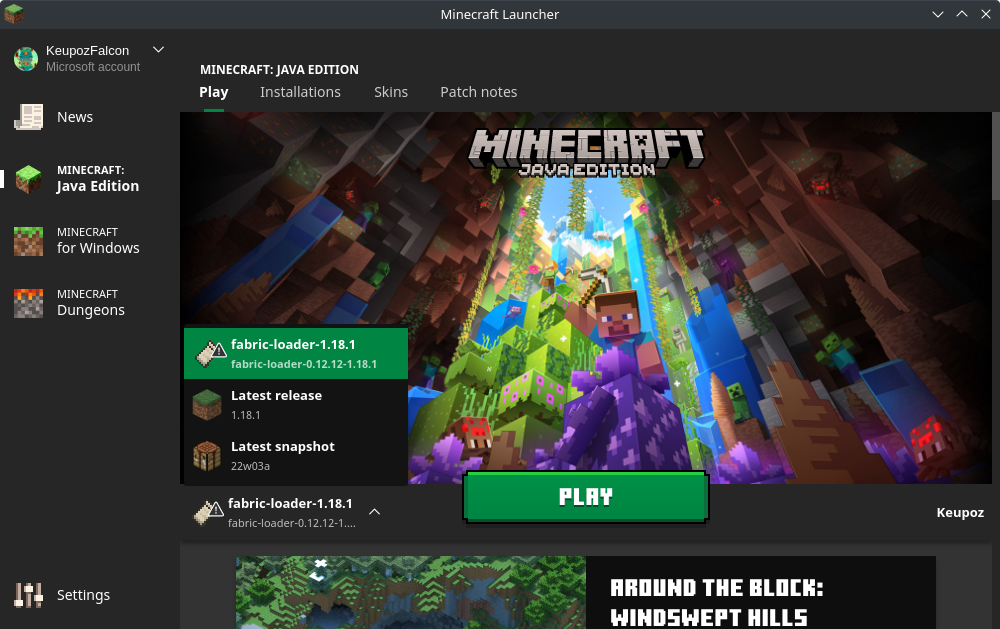 Minecraft Launcher
KeupozFalcon
Microsoft account
News
MINECRAFT:
Java Edition
MINECRAFT
for Windows
MINECRAFT
Dungeons
Settings
MINECRAFT: JAVA EDITION
Play Installations Skins Patch notes
MINECRAFT
JAVA EDITION
fabric-loader-1.18.1
fabric-loader-0.12.12-1.18.1
Latest release
1.18.1
Latest snapshot
22w03a
fabric-loader-1.18.1
fabric-loader-0.12.12-1....
PLAY
Keupoz
AROUND THE BLOCK:
WINDSWEPT HILLS